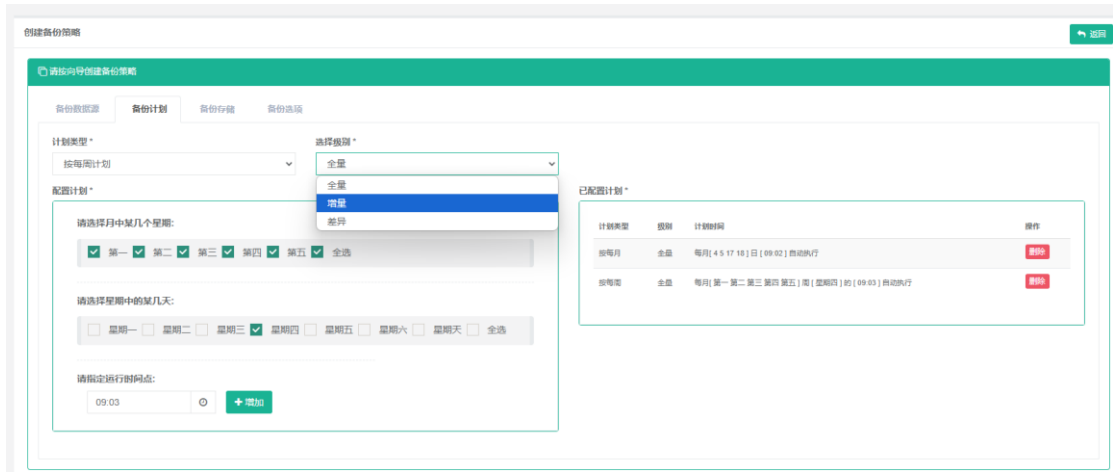 创建备份策略
返回
请按向导创建备份策略
备份数据源 备份计划 备份存储 备份选项
计划类型 * 选择级别 *
按每周计划 全量
全量
增量
差异
配置计划 *
请选择月中某几个星期:
第一 第二 第三 第四 第五 全选
请选择星期中的某几天:
星期一 星期二 星期三 星期四 星期五 星期六 星期天 全选
请指定运行时间点:
09:03 增加
已配置计划 *
计划类型 级别 计划时间 操作
按每月 全量 每月[ 4 5 17 18 ]日 [ 09:02 ] 自动执行 删除
按每周 全量 每月[ 第一 第二 第三 第四 第五 ] 周 [ 星期四 ] 的 [ 09:03 ] 自动执行 删除